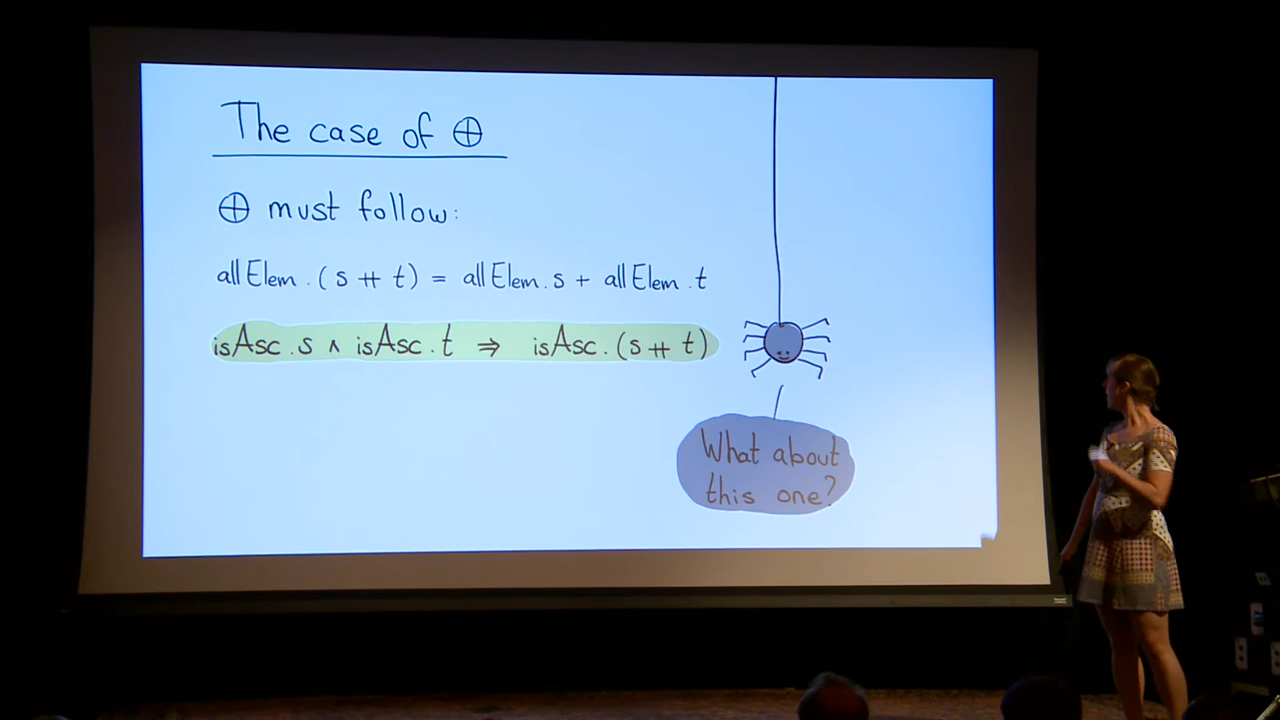 The case of ⊕
⊕ must follow:
allElem.(s ⧺ t) = allElem.s + allElem.t
isAsc.s ∧ isAsc.t ⇒ isAsc.(s ⧺ t)
What about
this one?